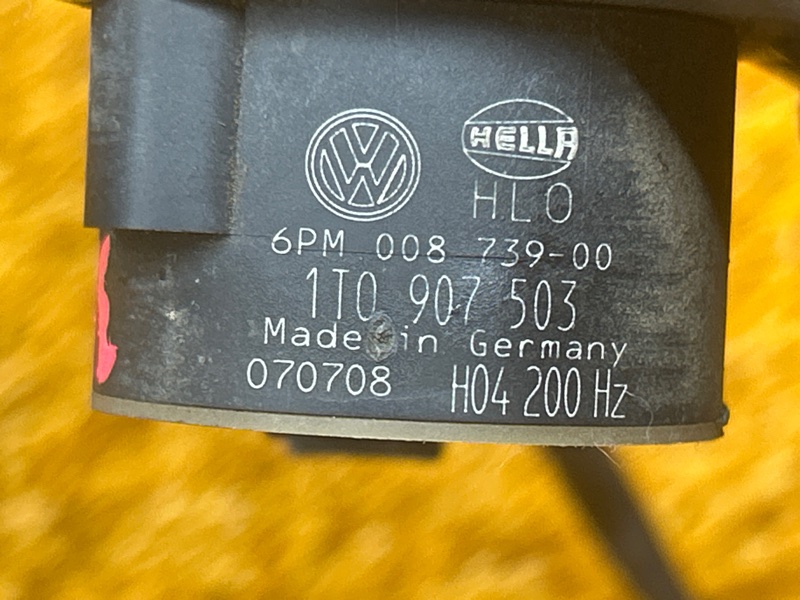 HELLA
HLO
6PM 008 739-00
1T0 907 503
Made in Germany
070708 H04 200 Hz